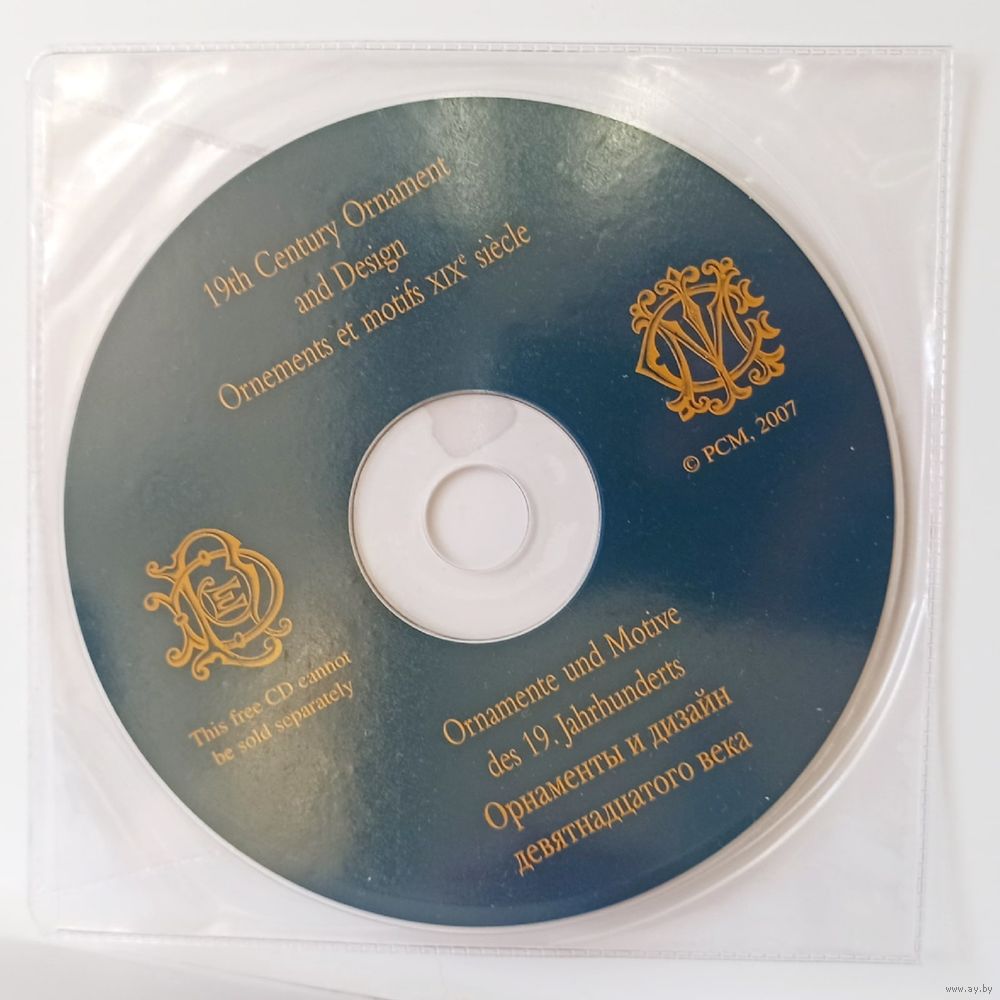 19th Century Ornament
and Design
Ornements et motifs XIXᵉ siècle
© PCM, 2007
This free CD cannot
be sold separately
Ornamente und Motive
des 19. Jahrhunderts
Орнаменты и дизайн
девятнадцатого века
www.ay.by